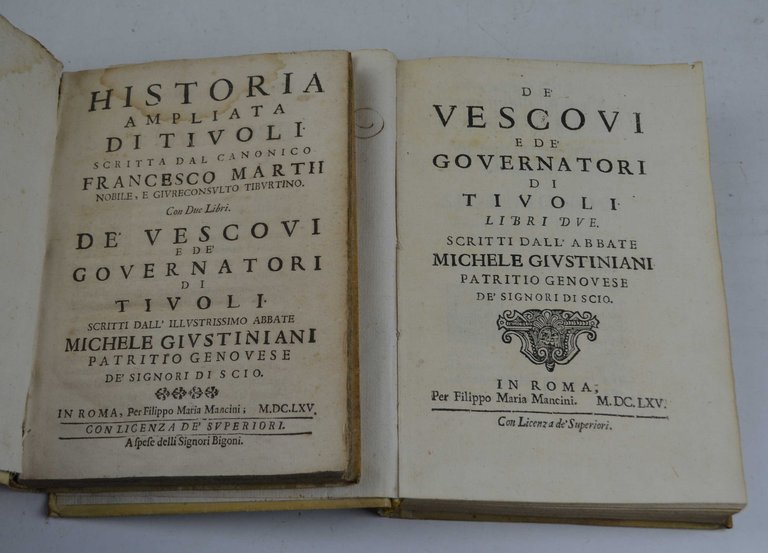 HISTORIA
AMPLIATA
DI TIVOLI.
SCRITTA DAL CANONICO
FRANCESCO MARTII
NOBILE, E GIVRECONSVLTO TIBVRTINO.
Con Due Libri.
DE' VESCOVI
E DE'
GOVERNATORI
DI
TIVOLI.
SCRITTI DALL' ILLVSTRISSIMO ABBATE
MICHELE GIVSTINIANI
PATRITIO GENOVESE
DE' SIGNORI DI SCIO.
IN ROMA, Per Filippo Maria Mancini; M.DC.LXV.
CON LICENZA DE' SVPERIORI.
A spese delli Signori Bigoni.
DE'
VESCOVI
E DE'
GOVERNATORI
DI
TIVOLI.
LIBRI DVE.
SCRITTI DALL' ABBATE
MICHELE GIVSTINIANI
PATRITIO GENOVESE
DE' SIGNORI DI SCIO.
IN ROMA,
Per Filippo Maria Mancini. M.DC.LXV.
Con Licenza de' Superiori.